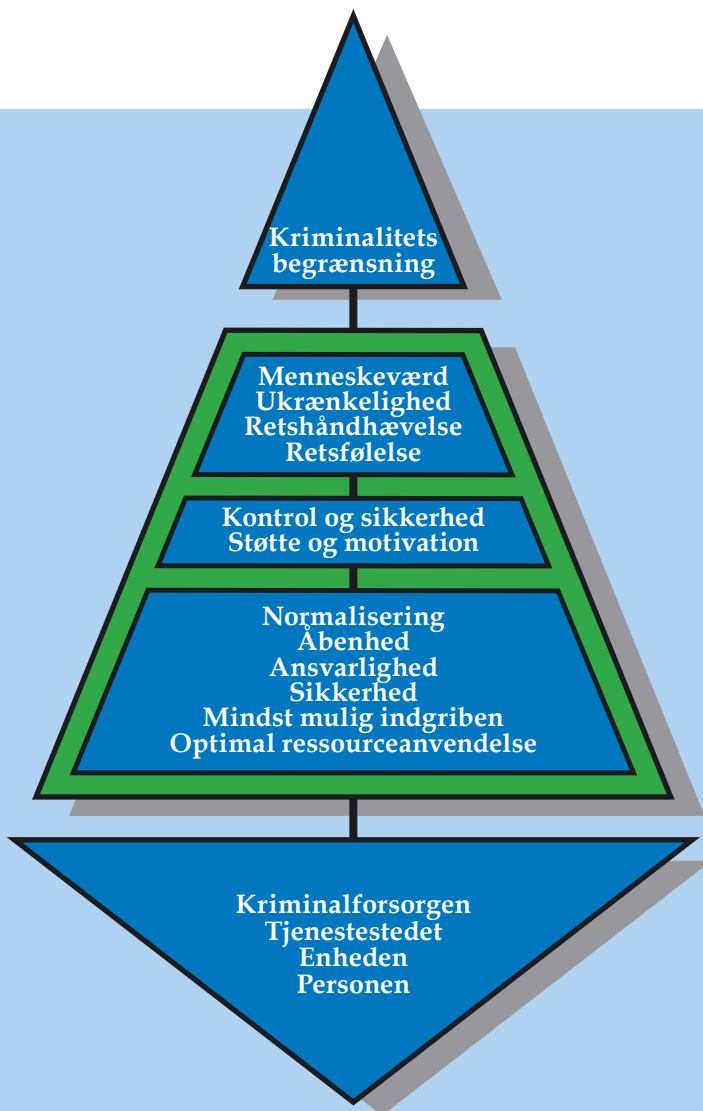 Kriminalitets
begrænsning
Menneskeværd
Ukrænkelighed
Retshåndhævelse
Retsfølelse
Kontrol og sikkerhed
Støtte og motivation
Normalisering
Åbenhed
Ansvarlighed
Sikkerhed
Mindst mulig indgriben
Optimal ressourceanvendelse
Kriminalforsorgen
Tjenestestedet
Enheden
Personen